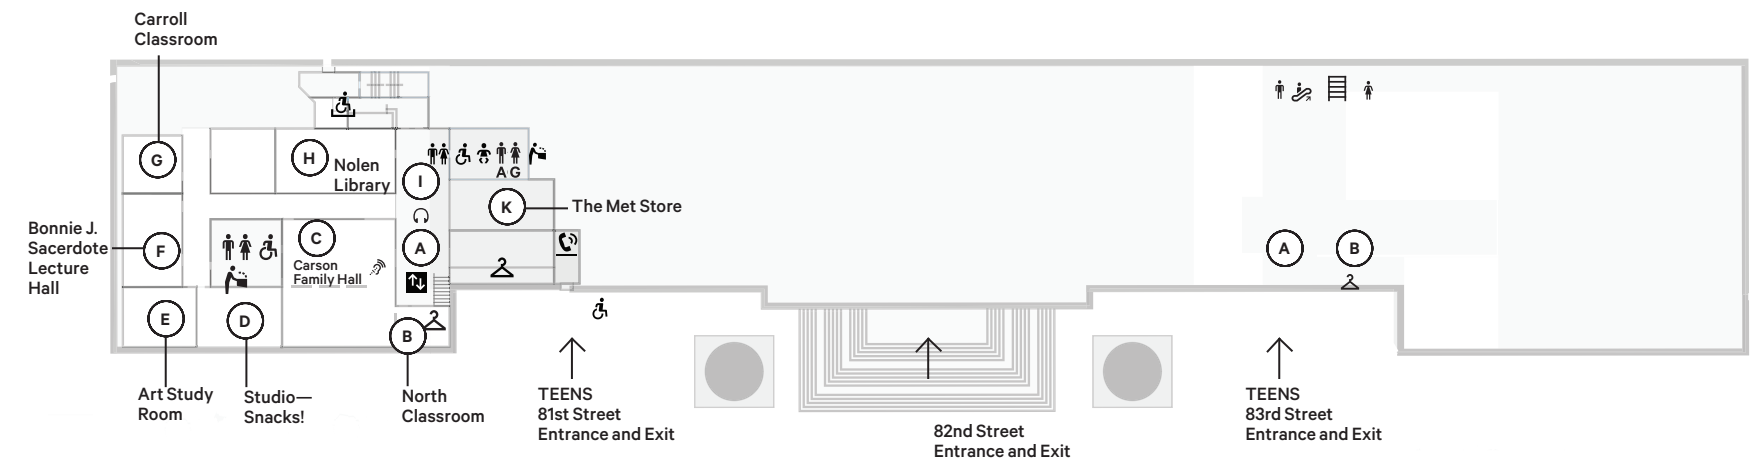 Carroll
Classroom
G
H
Nolen
Library
A G
I
K
The Met Store
Bonnie J.
Sacerdote
Lecture
Hall
F
C
Carson
Family Hall
A
A
B
E
D
B
Art Study
Room
Studio—
Snacks!
North
Classroom
TEENS
81st Street
Entrance and Exit
82nd Street
Entrance and Exit
TEENS
83rd Street
Entrance and Exit